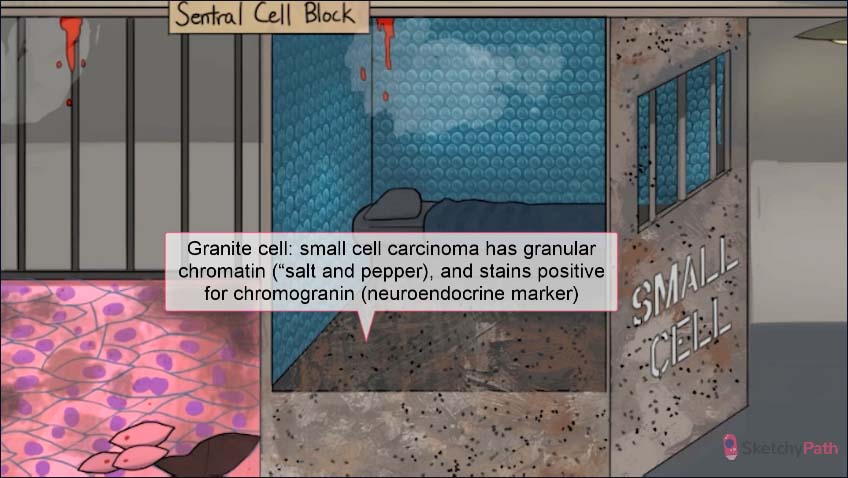 Sentral Cell Block
Granite cell: small cell carcinoma has granular
chromatin (“salt and pepper), and stains positive
for chromogranin (neuroendocrine marker)
SMALL
CELL
SketchyPath